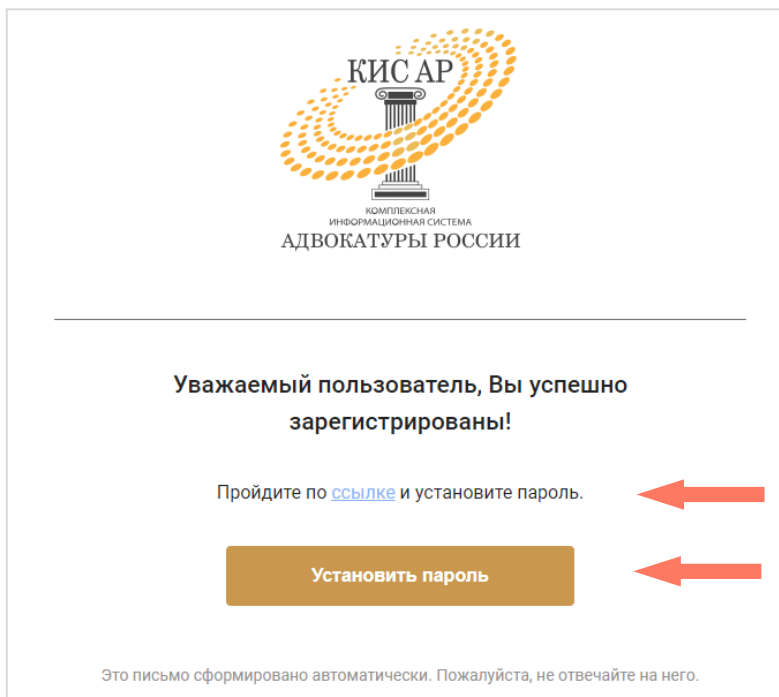 КИС АР
КОМПЛЕКСНАЯ
ИНФОРМАЦИОННАЯ СИСТЕМА
АДВОКАТУРЫ РОССИИ
Уважаемый пользователь, Вы успешно
зарегистрированы!
Пройдите по ссылке и установите пароль.
Установить пароль
Это письмо сформировано автоматически. Пожалуйста, не отвечайте на него.